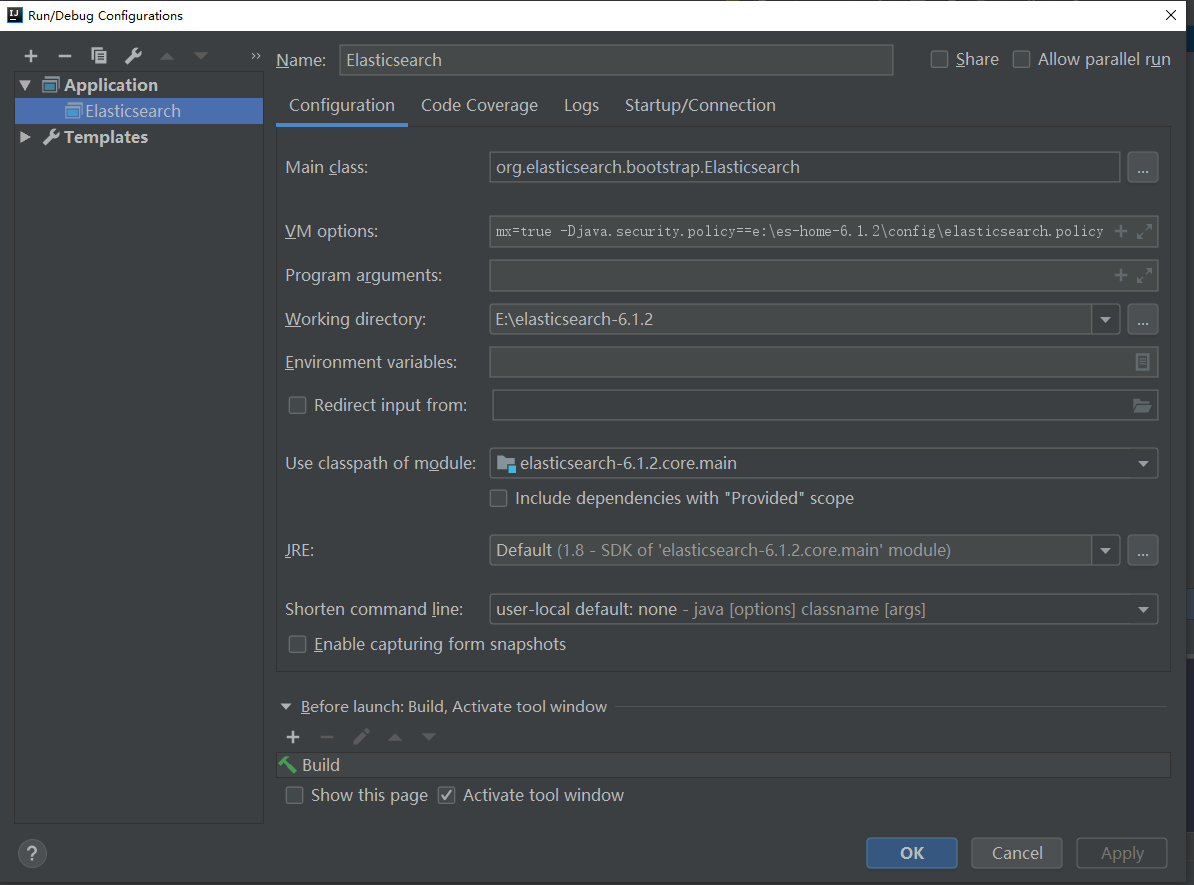 Run/Debug Configurations
Name: Elasticsearch Share Allow parallel run
Application
Elasticsearch
Templates
Configuration Code Coverage Logs Startup/Connection
Main class: org.elasticsearch.bootstrap.Elasticsearch ...
VM options: mx=true -Djava.security.policy==e:\es-home-6.1.2\config\elasticsearch.policy
Program arguments:
Working directory: E:\elasticsearch-6.1.2 ...
Environment variables:
Redirect input from:
Use classpath of module: elasticsearch-6.1.2.core.main
Include dependencies with "Provided" scope
JRE: Default (1.8 - SDK of 'elasticsearch-6.1.2.core.main' module) ...
Shorten command line: user-local default: none - java [options] classname [args]
Enable capturing form snapshots
Before launch: Build, Activate tool window
Build
Show this page Activate tool window
? OK Cancel Apply